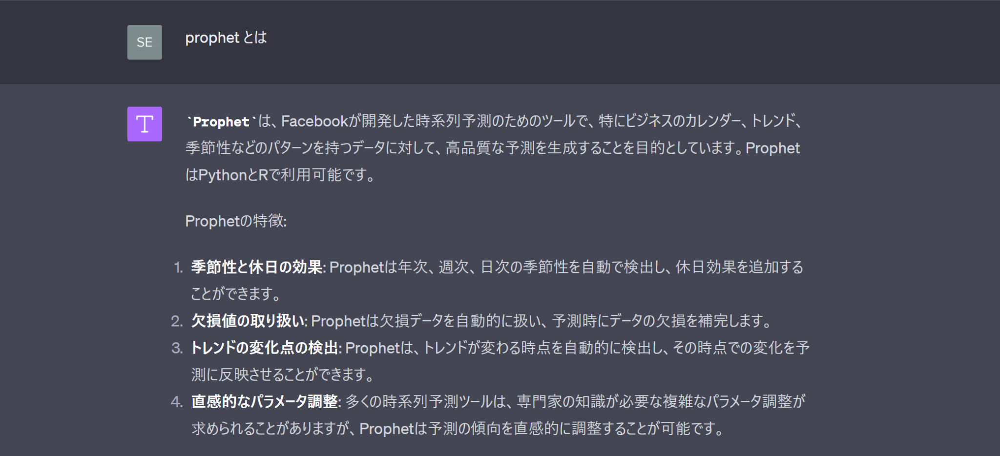 SE
prophet とは
T
`Prophet`は、Facebookが開発した時系列予測のためのツールで、特にビジネスのカレンダー、トレンド、
季節性などのパターンを持つデータに対して、高品質な予測を生成することを目的としています。Prophet
はPythonとRで利用可能です。
Prophetの特徴:
1. 季節性と休日の効果: Prophetは年次、週次、日次の季節性を自動で検出し、休日効果を追加する
ことができます。
2. 欠損値の取り扱い: Prophetは欠損データを自動的に扱い、予測時にデータの欠損を補完します。
3. トレンドの変化点の検出: Prophetは、トレンドが変わる時点を自動的に検出し、その時点での変化を予
測に反映させることができます。
4. 直感的なパラメータ調整: 多くの時系列予測ツールは、専門家の知識が必要な複雑なパラメータ調整が
求められることがありますが、Prophetは予測の傾向を直感的に調整することが可能です。